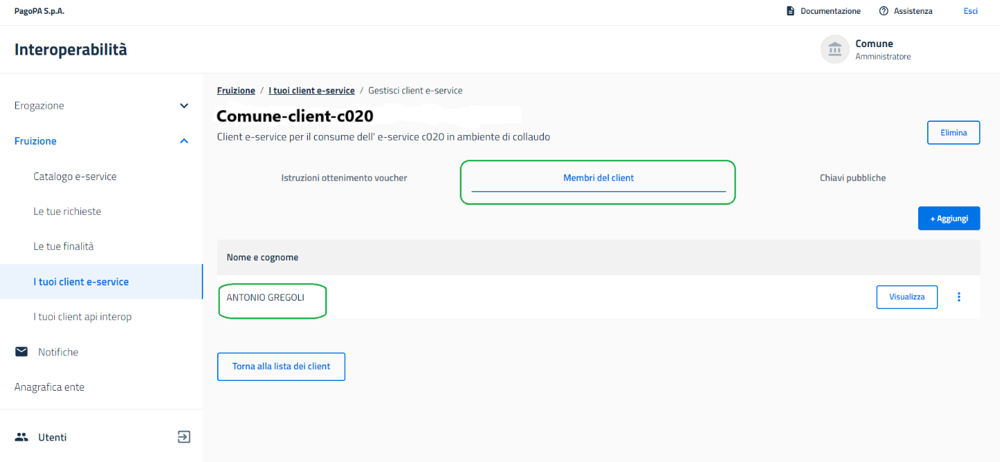 PagoPA S.p.A.
Documentazione
Assistenza
Esci
Interoperabilità
Comune
Amministratore
Erogazione
Fruizione
Catalogo e-service
Le tue richieste
Le tue finalità
I tuoi client e-service
I tuoi client api interop
Notifiche
Anagrafica ente
Utenti
Fruizione / I tuoi client e-service / Gestisci client e-service
Comune-client-c020
Client e-service per il consume dell' e-service c020 in ambiente di collaudo
Elimina
Istruzioni ottenimento voucher
Membri del client
Chiavi pubbliche
+ Aggiungi
Nome e cognome
ANTONIO GREGOLI
Visualizza
Torna alla lista dei client